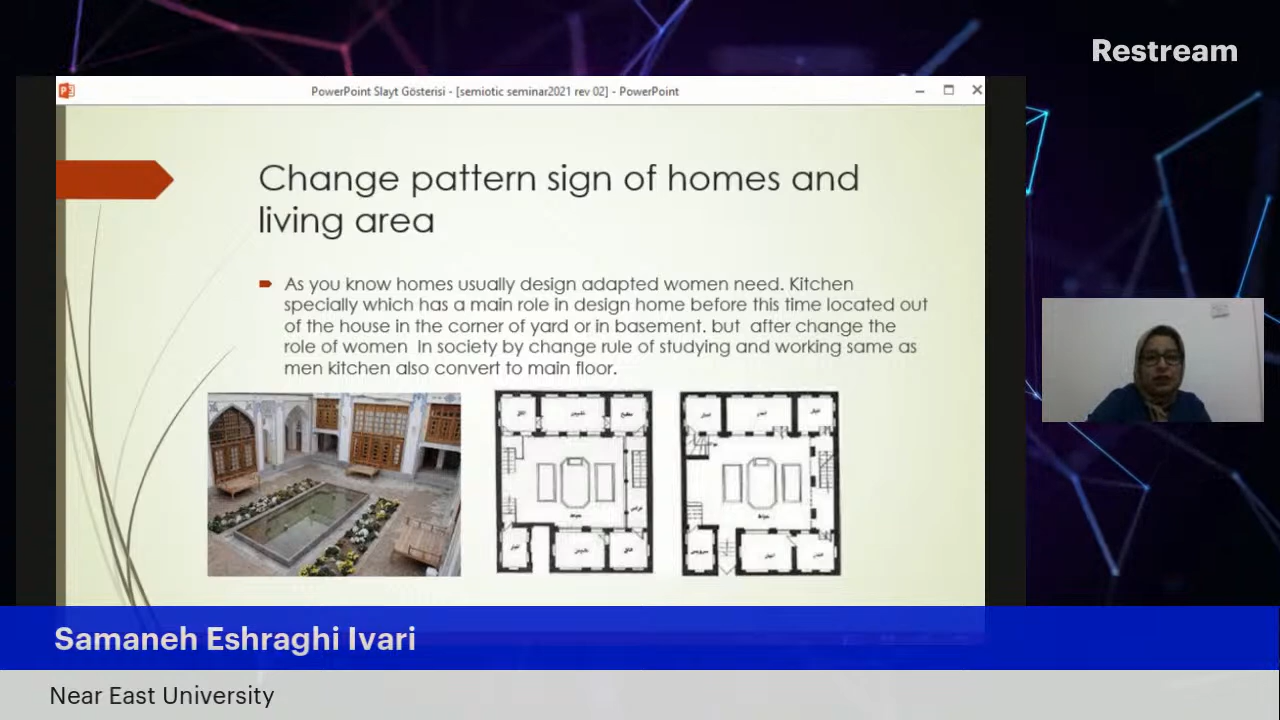 Restream
PowerPoint Slayt Gösterisi - [semiotic seminar2021 rev 02] - PowerPoint
Change pattern sign of homes and
living area
As you know homes usually design adapted women need. Kitchen
specially which has a main role in design home before this time located out
of the house in the corner of yard or in basement. but after change the
role of women In society by change rule of studying and working same as
men kitchen also convert to main floor.
Samaneh Eshraghi Ivari
Near East University